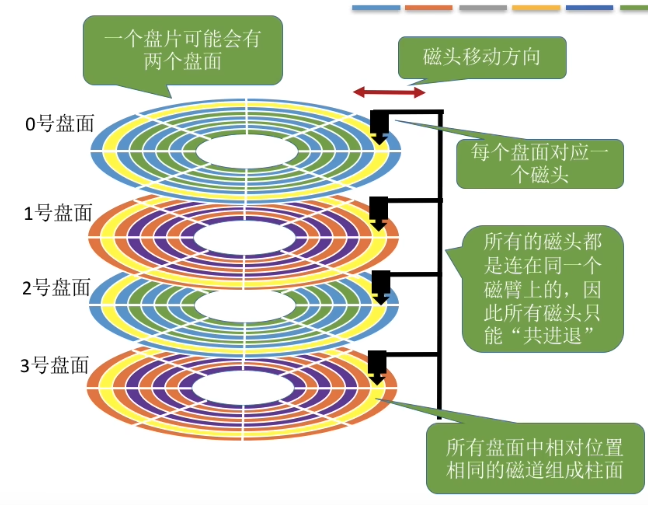 一个盘片可能会有
两个盘面
磁头移动方向
0号盘面
每个盘面对应一
个磁头
1号盘面
所有的磁头都
是连在同一个
磁臂上的，因
此所有磁头只
能“共进退”
2号盘面
3号盘面
所有盘面中相对位置
相同的磁道组成柱面